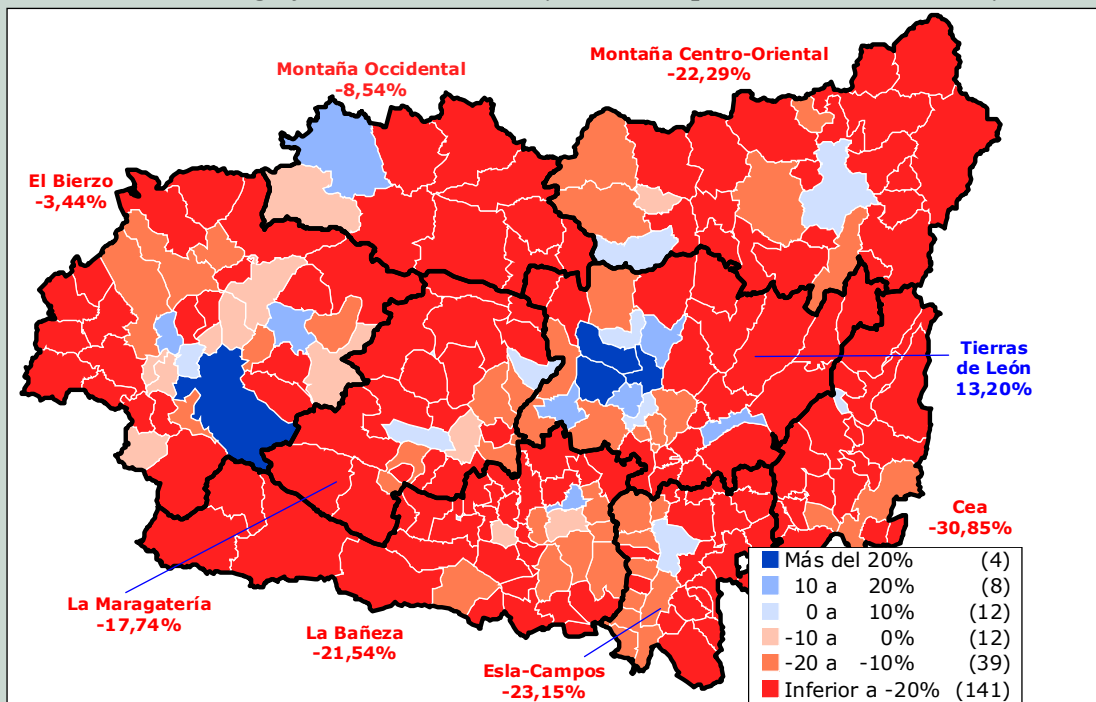 Montaña Centro-Oriental
-22,29%
Montaña Occidental
-8,54%
El Bierzo
-3,44%
Tierras
de León
13,20%
Cea
-30,85%
La Maragatería
-17,74%
La Bañeza
-21,54%
Esla-Campos
-23,15%
Más del 20% (4)
10 a 20% (8)
0 a 10% (12)
-10 a 0% (12)
-20 a -10% (39)
Inferior a -20% (141)